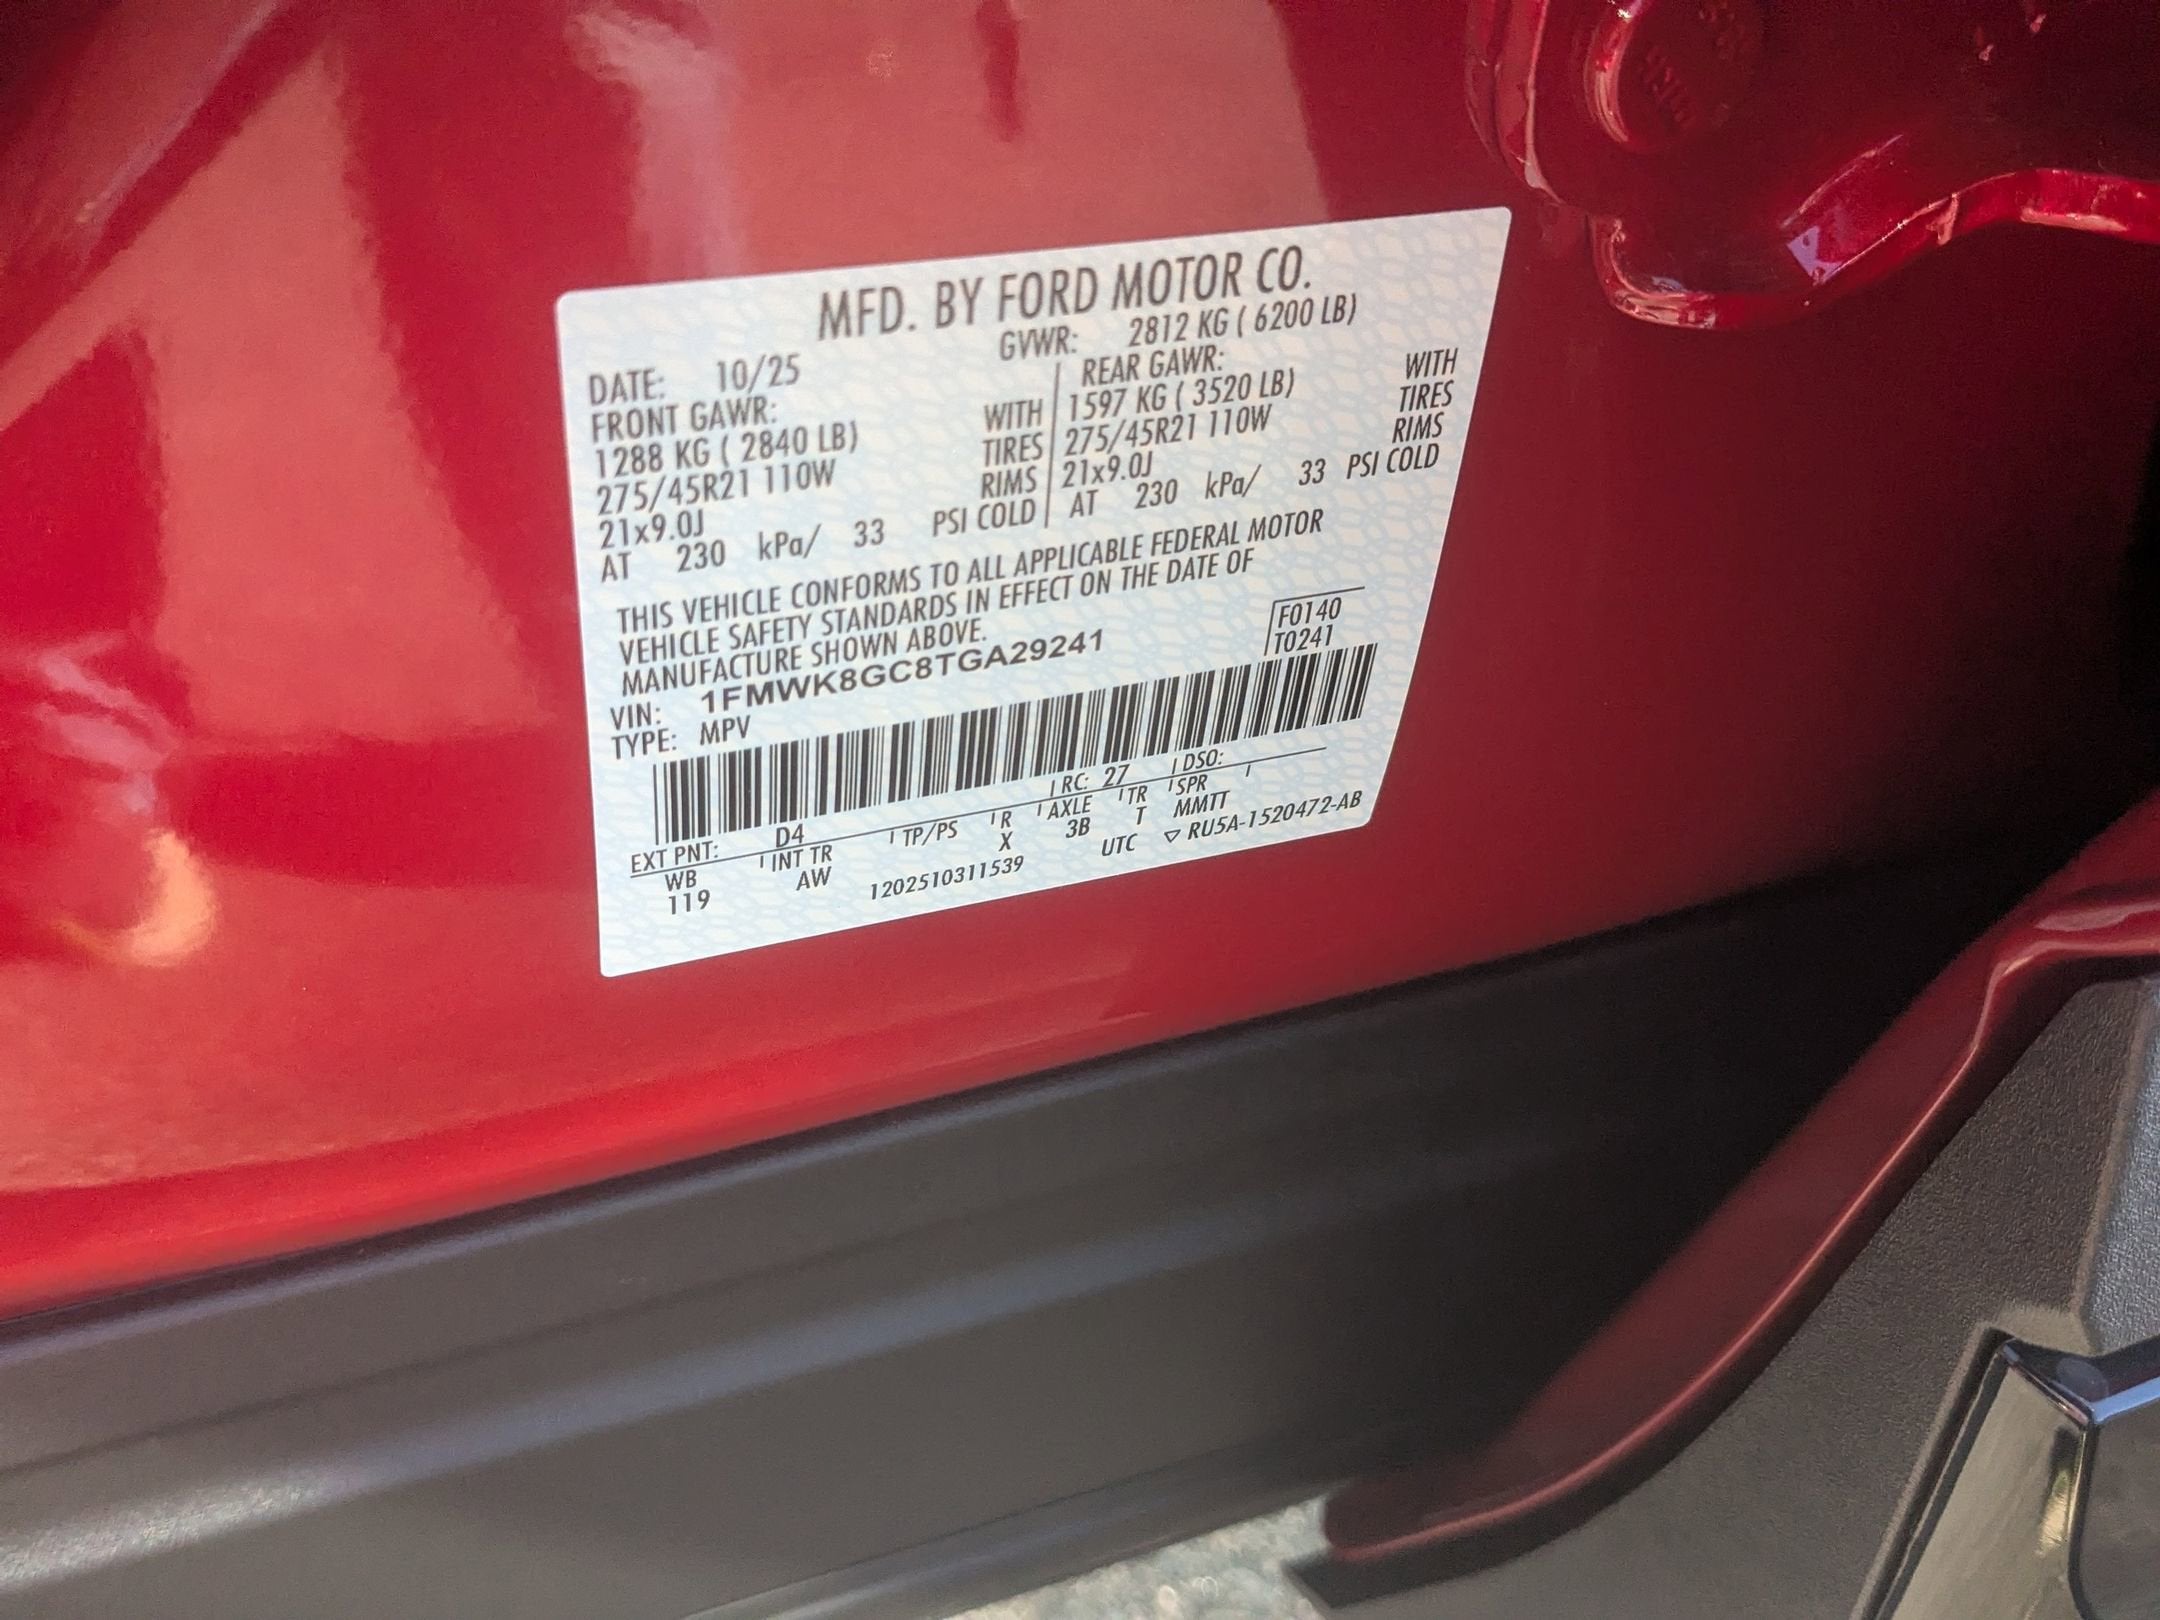 MFD. BY FORD MOTOR CO.
DATE: 10/25 GVWR: 2812 KG ( 6200 LB)
FRONT GAWR: REAR GAWR:
1288 KG ( 2840 LB) WITH 1597 KG ( 3520 LB) WITH
275/45R21 110W TIRES 275/45R21 110W TIRES
21x9.0J RIMS 21x9.0J RIMS
AT 230 kPa/ 33 PSI COLD AT 230 kPa/ 33 PSI COLD
THIS VEHICLE CONFORMS TO ALL APPLICABLE FEDERAL MOTOR
VEHICLE SAFETY STANDARDS IN EFFECT ON THE DATE OF
MANUFACTURE SHOWN ABOVE.
F0140
VIN: 1FMWK8GC8TGA29241 T0241
TYPE: MPV
EXT PNT: D4 RC: 27 DSO:
WB INT TR TP/PS R AXLE TR SPR
119 AW X 3B T MMTT
1202510311539 UTC ▽ RU5A-1520472-AB